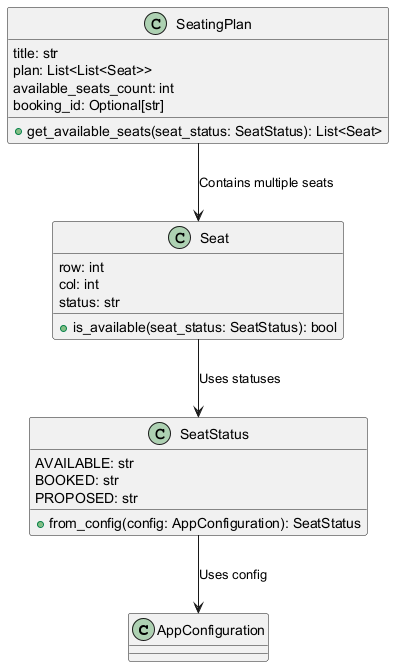 C SeatingPlan
title: str
plan: List<List<Seat>>
available_seats_count: int
booking_id: Optional[str]
get_available_seats(seat_status: SeatStatus): List<Seat>
Contains multiple seats
C Seat
row: int
col: int
status: str
is_available(seat_status: SeatStatus): bool
Uses statuses
C SeatStatus
AVAILABLE: str
BOOKED: str
PROPOSED: str
from_config(config: AppConfiguration): SeatStatus
Uses config
C AppConfiguration